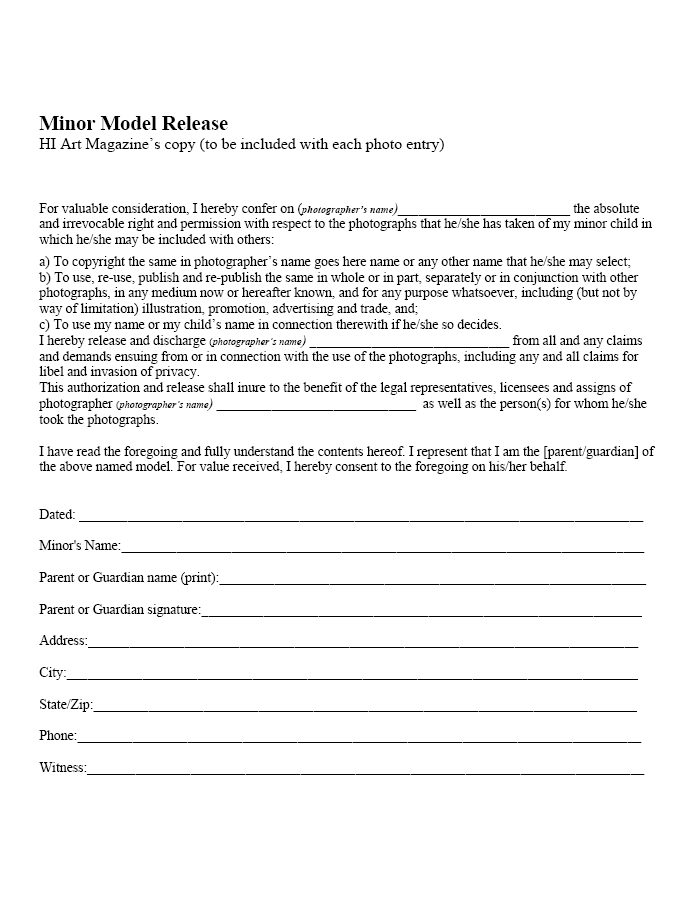 Minor Model Release
HI Art Magazine's copy (to be included with each photo entry)
For valuable consideration, I hereby confer on (photographer's name)__________________________ the absolute
and irrevocable right and permission with respect to the photographs that he/she has taken of my minor child in
which he/she may be included with others:
a) To copyright the same in photographer's name goes here name or any other name that he/she may select;
b) To use, re-use, publish and re-publish the same in whole or in part, separately or in conjunction with other
photographs, in any medium now or hereafter known, and for any purpose whatsoever, including (but not by
way of limitation) illustration, promotion, advertising and trade, and;
c) To use my name or my child's name in connection therewith if he/she so decides.
I hereby release and discharge (photographer's name) ______________________________ from all and any claims
and demands ensuing from or in connection with the use of the photographs, including any and all claims for
libel and invasion of privacy.
This authorization and release shall inure to the benefit of the legal representatives, licensees and assigns of
photographer (photographer's name) ______________________________ as well as the person(s) for whom he/she
took the photographs.
I have read the foregoing and fully understand the contents hereof. I represent that I am the [parent/guardian] of
the above named model. For value received, I hereby consent to the foregoing on his/her behalf.
Dated: ____________________
Minor's Name:____________________
Parent or Guardian name (print):____________________
Parent or Guardian signature:____________________
Address:____________________
City:____________________
State/Zip:____________________
Phone:____________________
Witness:____________________